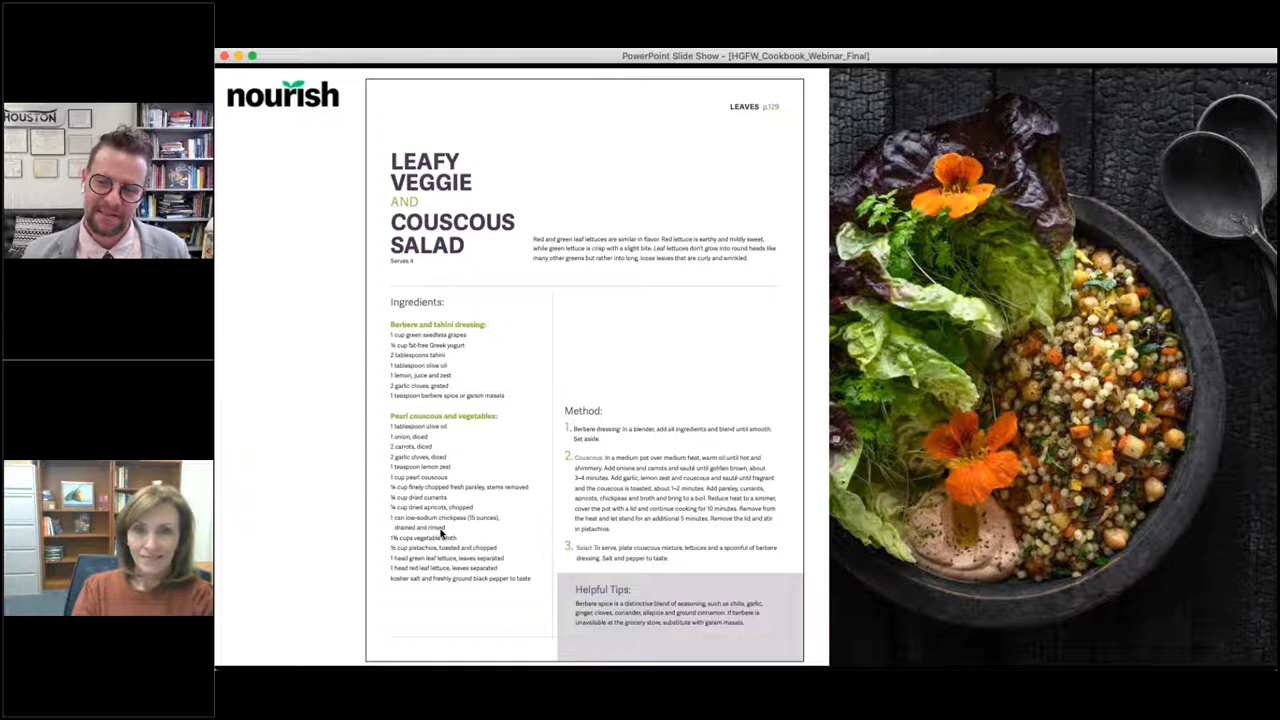 PowerPoint Slide Show - [HGFW_Cookbook_Webinar_Final]
HOUSTON
nourish
LEAVES p.129
LEAFY
VEGGIE
AND
COUSCOUS
SALAD
Serves 4
Red and green leaf lettuces are similar in flavor. Red lettuce is earthy and mildly sweet,
while green lettuce is crisp with a slight bite. Leaf lettuces don't grow into round heads like
many other greens but rather into long, loose leaves that are curly and wrinkled.
Ingredients:
Berbere and tahini dressing:
1 cup green seedless grapes
cup fat-free Greek yogurt
2 tablespoons tahini
1 tablespoon olive oil
1 lemon, juice and zest
2 garlic cloves, grated
1 teaspoon berbere spice or garam masala
Pearl couscous and vegetables:
1 tablespoon olive oil
1 onion, diced
2 carrots, diced
2 garlic cloves, diced
1 teaspoon lemon zest
1 cup pearl couscous
¼ cup finely chopped fresh parsley, stems removed
¼ cup dried currants
¼ cup dried apricots, chopped
1 can low-sodium chickpeas (15 ounces),
drained and rinsed
1¾ cups vegetable broth
cup pistachios, toasted and chopped
1 head green leaf lettuce, leaves separated
1 head red leaf lettuce, leaves separated
kosher salt and freshly ground black pepper to taste
Method:
1. Berbere dressing: In a blender, add all ingredients and blend until smooth.
Set aside.
2. Couscous: In a medium pot over medium heat, warm oil until hot and
shimmery. Add onions and carrots and sauté until golden brown, about
3–4 minutes. Add garlic, lemon zest and couscous and sauté until fragrant
and the couscous is toasted, about 1–2 minutes. Add parsley, currants,
apricots, chickpeas and broth and bring to a boil. Reduce heat to a simmer,
cover the pot with a lid and continue cooking for 10 minutes. Remove from
the heat and let stand for an additional 5 minutes. Remove the lid and stir
in pistachios.
3. Salad: To serve, plate couscous mixture, lettuces and a spoonful of berbere
dressing. Salt and pepper to taste.
Helpful Tips:
Berbere spice is a distinctive blend of seasoning, such as chile, garlic,
ginger, cloves, coriander, allspice and ground cinnamon. If berbere is
unavailable at the grocery store, substitute with garam masala.